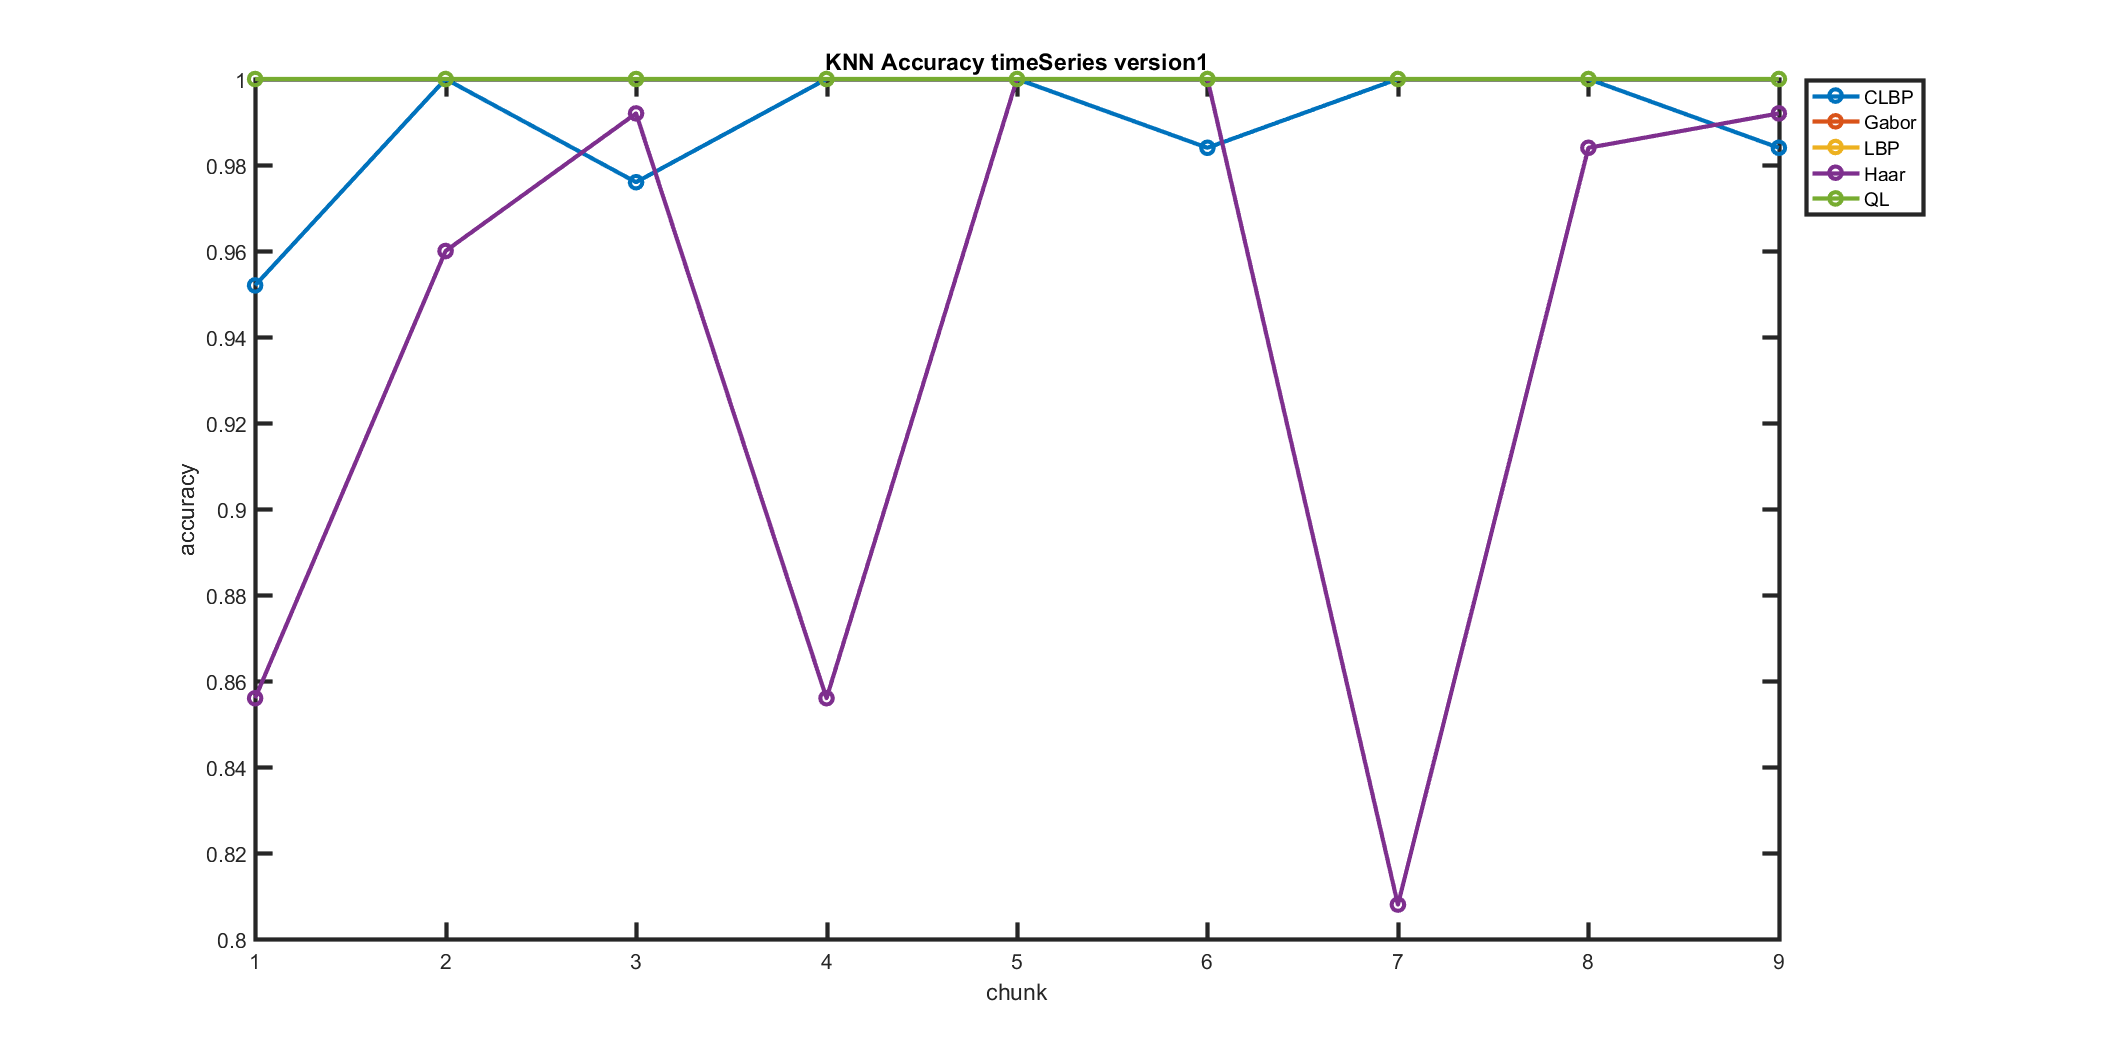 KNN Accuracy timeSeries version1
1
0.98
0.96
0.94
0.92
0.9
0.88
0.86
0.84
0.82
0.8
accuracy
1 2 3 4 5 6 7 8 9
chunk
CLBP
Gabor
LBP
Haar
QL